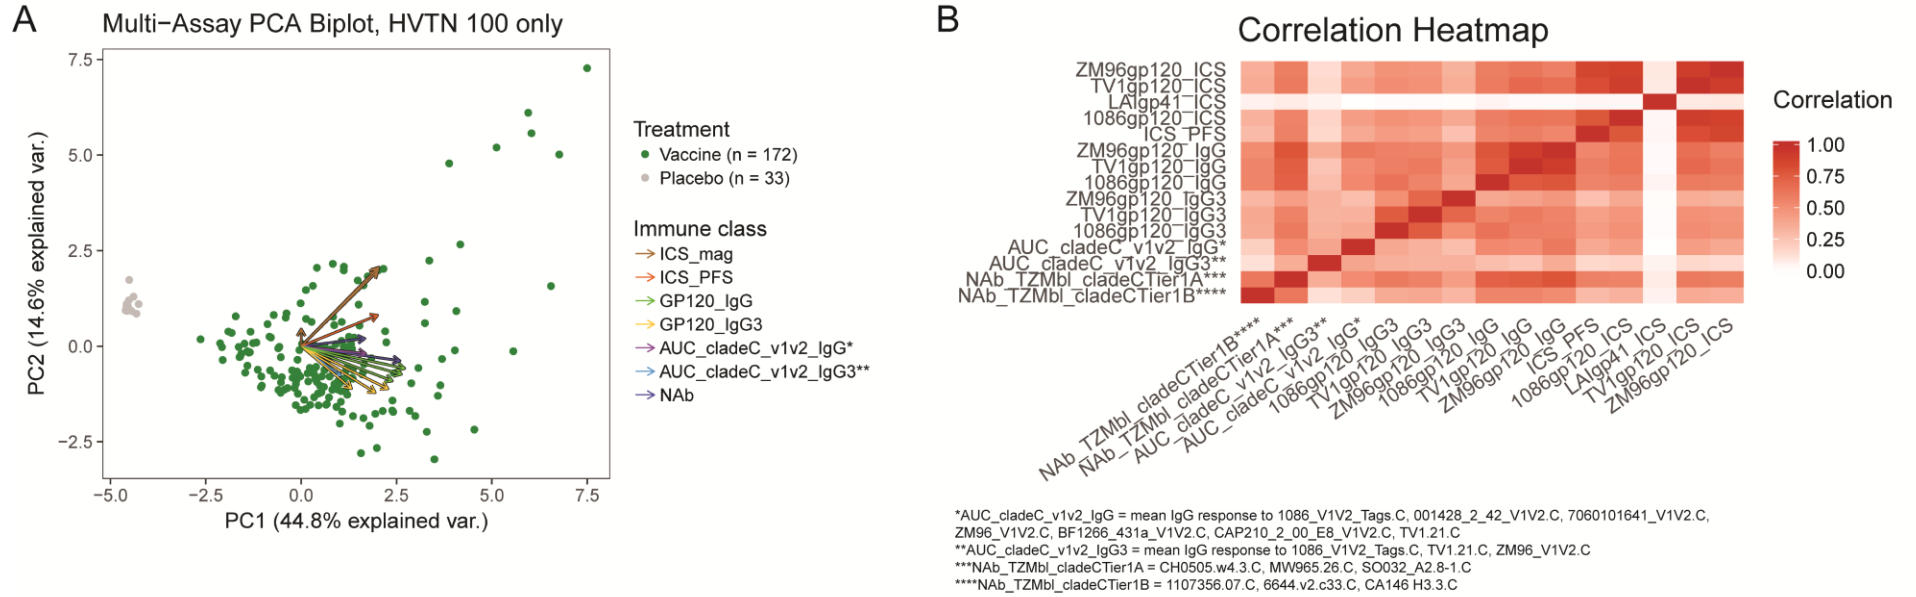 A
Multi−Assay PCA Biplot, HVTN 100 only
7.5
5.0
2.5
0.0
−2.5
PC2 (14.6% explained var.)
−5.0
−2.5
0.0
2.5
5.0
7.5
PC1 (44.8% explained var.)
Treatment
Vaccine (n = 172)
Placebo (n = 33)
Immune class
ICS_mag
ICS_PFS
GP120_IgG
GP120_IgG3
AUC_cladeC_v1v2_IgG*
AUC_cladeC_v1v2_IgG3**
NAb
B
Correlation Heatmap
ZM96gp120_ICS
TV1gp120_ICS
LAIgp41_ICS
1086gp120_ICS
ICS_PFS
ZM96gp120_IgG
TV1gp120_IgG
1086gp120_IgG
ZM96gp120_IgG3
TV1gp120_IgG3
1086gp120_IgG3
AUC_cladeC_v1v2_IgG*
AUC_cladeC_v1v2_IgG3**
NAb_TZMbl_cladeCTier1A***
NAb_TZMbl_cladeCTier1B****
NAb_TZMbl_cladeCTier1B****
NAb_TZMbl_cladeCTier1A***
AUC_cladeC_v1v2_IgG3**
AUC_cladeC_v1v2_IgG*
1086gp120_IgG3
TV1gp120_IgG3
ZM96gp120_IgG3
1086gp120_IgG
TV1gp120_IgG
ZM96gp120_IgG
ICS_PFS
1086gp120_ICS
LAIgp41_ICS
TV1gp120_ICS
ZM96gp120_ICS
Correlation
1.00
0.75
0.50
0.25
0.00
*AUC_cladeC_v1v2_IgG = mean IgG response to 1086_V1V2_Tags.C, 001428_2_42_V1V2.C, 7060101641_V1V2.C,
ZM96_V1V2.C, BF1266_431a_V1V2.C, CAP210_2_00_E8_V1V2.C, TV1.21.C
**AUC_cladeC_v1v2_IgG3 = mean IgG response to 1086_V1V2_Tags.C, TV1.21.C, ZM96_V1V2.C
***NAb_TZMbl_cladeCTier1A = CH0505.w4.3.C, MW965.26.C, SO032_A2.8-1.C
****NAb_TZMbl_cladeCTier1B = 1107356.07.C, 6644.v2.c33.C, CA146 H3.3.C